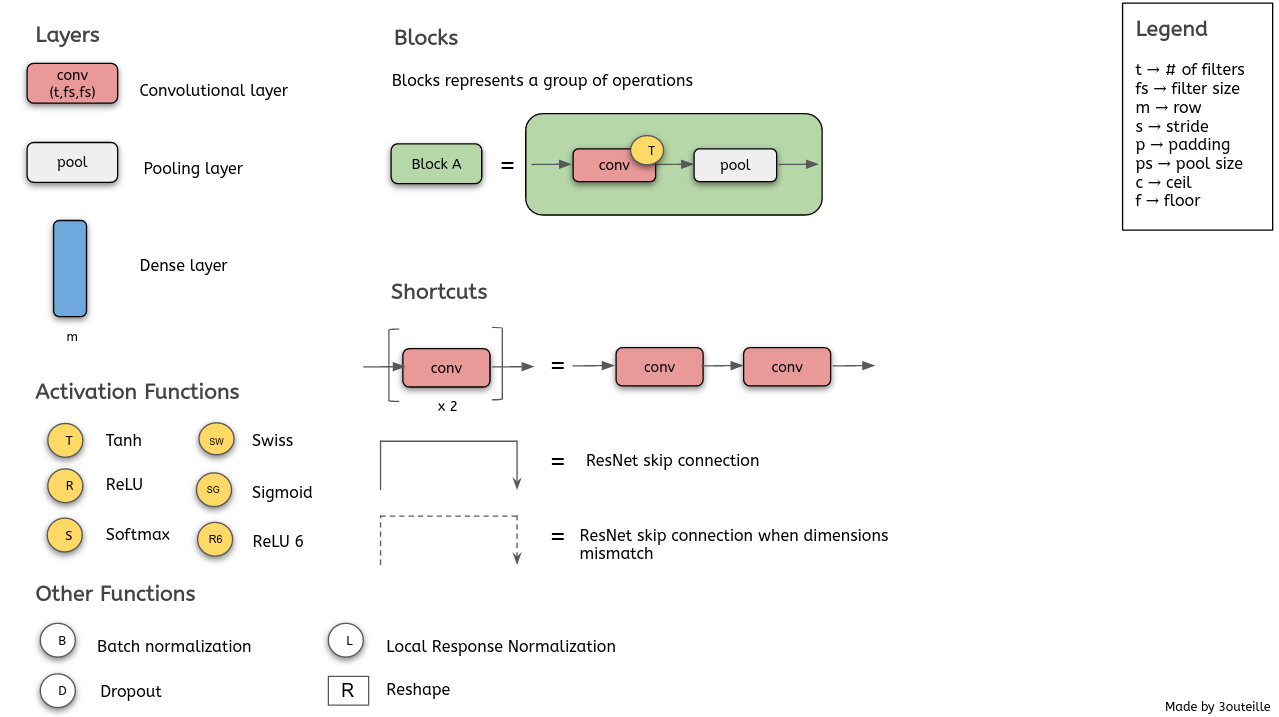 Layers
conv
(t,fs,fs)
Convolutional layer
pool
Pooling layer
Dense layer
m
Activation Functions
T Tanh
SW Swiss
R ReLU
SG Sigmoid
S Softmax
R6 ReLU 6
Other Functions
B Batch normalization
L Local Response Normalization
D Dropout
R Reshape
Blocks
Blocks represents a group of operations
Block A = conv T pool
Shortcuts
conv = conv conv
x 2
= ResNet skip connection
= ResNet skip connection when dimensions
mismatch
Legend
t → # of filters
fs → filter size
m → row
s → stride
p → padding
ps → pool size
c → ceil
f → floor
Made by 3outeille